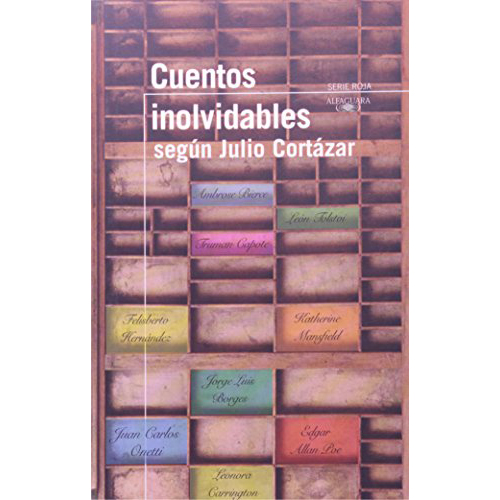 Cuentos
inolvidables
según Julio Cortázar
SERIE ROJA
ALFAGUARA
Ambrose Bierce
León Tolstoi
Truman Capote
Felisberto
Hernández
Katherine
Mansfield
Jorge Luis
Borges
Juan Carlos
Onetti
Edgar
Allan Poe
Leonora
Carrington